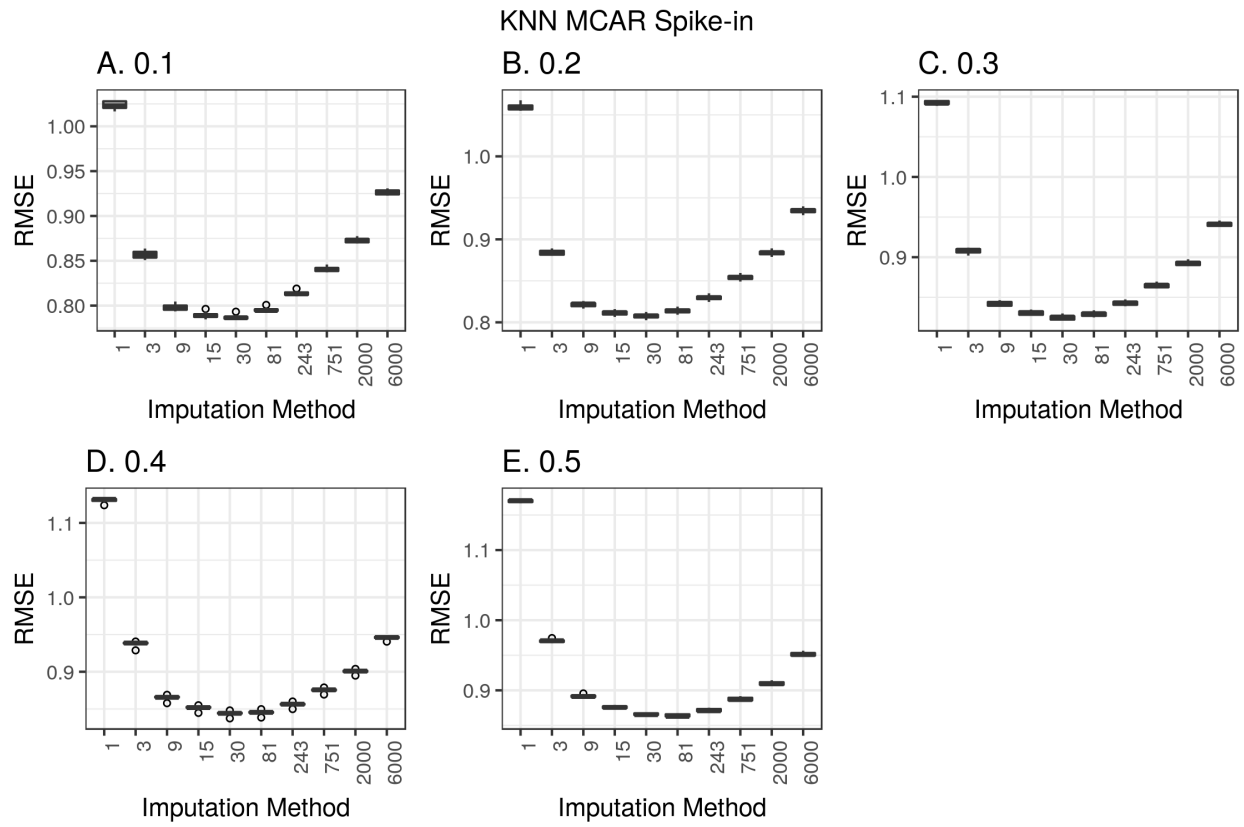 KNN MCAR Spike-in
A. 0.1
RMSE
1.00
0.95
0.90
0.85
0.80
1 3 9 15 30 81 243 751 2000 6000
Imputation Method
B. 0.2
RMSE
1.0
0.9
0.8
1 3 9 15 30 81 243 751 2000 6000
Imputation Method
C. 0.3
RMSE
1.1
1.0
0.9
1 3 9 15 30 81 243 751 2000 6000
Imputation Method
D. 0.4
RMSE
1.1
1.0
0.9
1 3 9 15 30 81 243 751 2000 6000
Imputation Method
E. 0.5
RMSE
1.1
1.0
0.9
1 3 9 15 30 81 243 751 2000 6000
Imputation Method